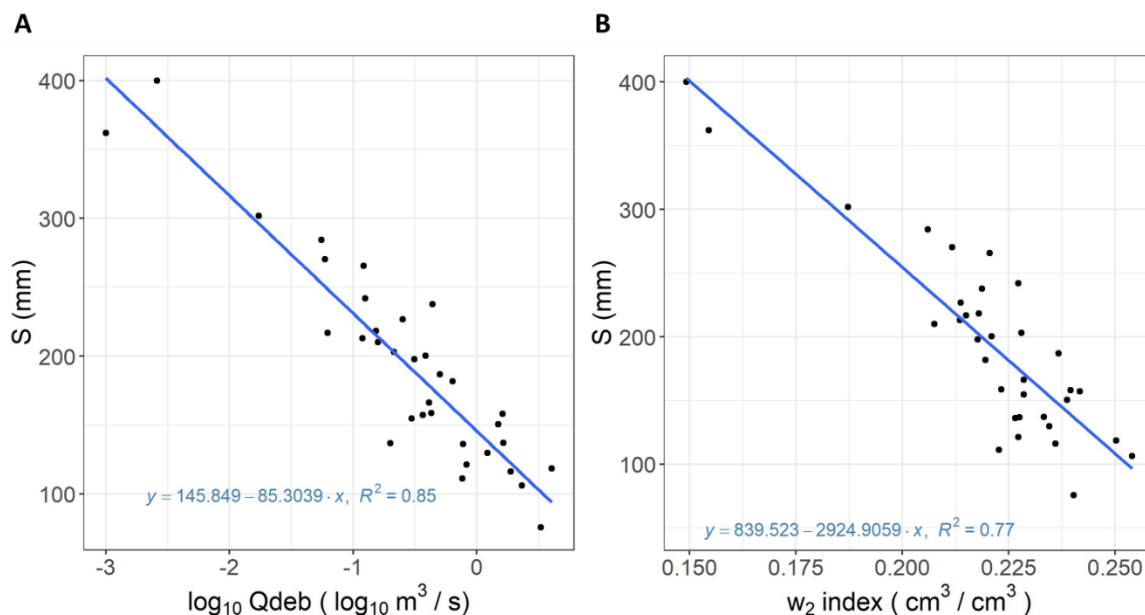 A
B
400
300
200
100
S (mm)
y = 145.849 − 85.3039 · x, R² = 0.85
-3
-2
-1
0
log₁₀ Qdeb ( log₁₀ m³ / s)
400
300
200
100
S (mm)
y = 839.523 − 2924.9059 · x, R² = 0.77
0.150
0.175
0.200
0.225
0.250
w₂ index ( cm³ / cm³ )